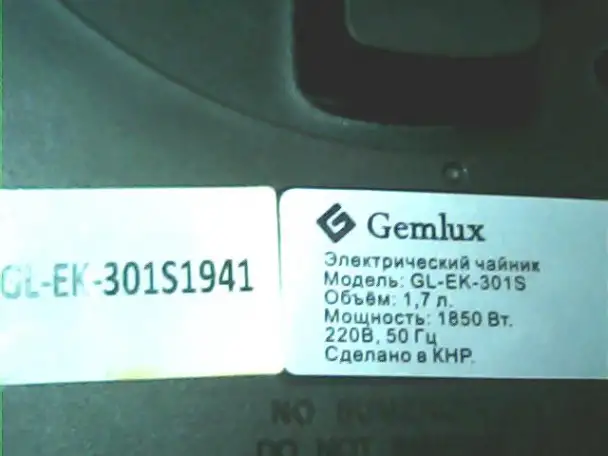 GL-EK-301S1941
Gemlux
Электрический чайник
Модель: GL-EK-301S
Объём: 1,7 л.
Мощность: 1850 Вт.
220В, 50 Гц
Сделано в КНР.
NO
DO NOT